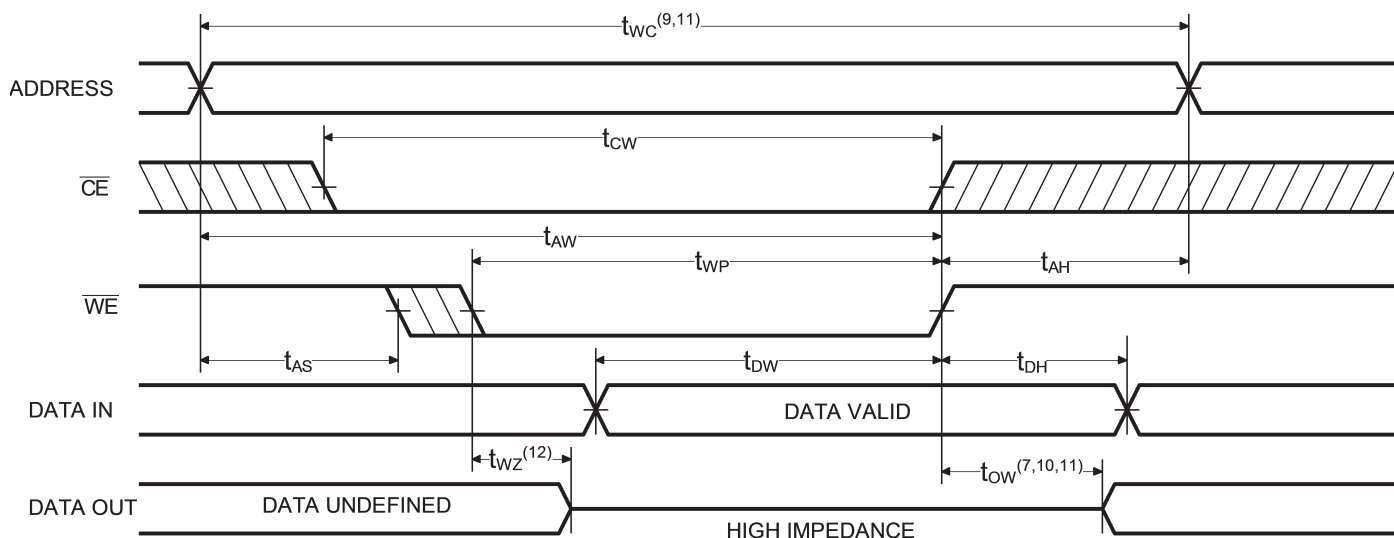 tWC(9,11)
ADDRESS
tCW
CE
tAW
tWP
tAH
WE
tAS
tDW
tDH
DATA IN
DATA VALID
tWZ(12)
tOW(7,10,11)
DATA OUT
DATA UNDEFINED
HIGH IMPEDANCE